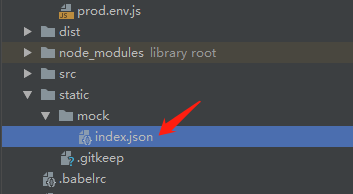 prod.env.js
dist
node_modules library root
src
static
mock
index.json
.gitkeep
.babelrc